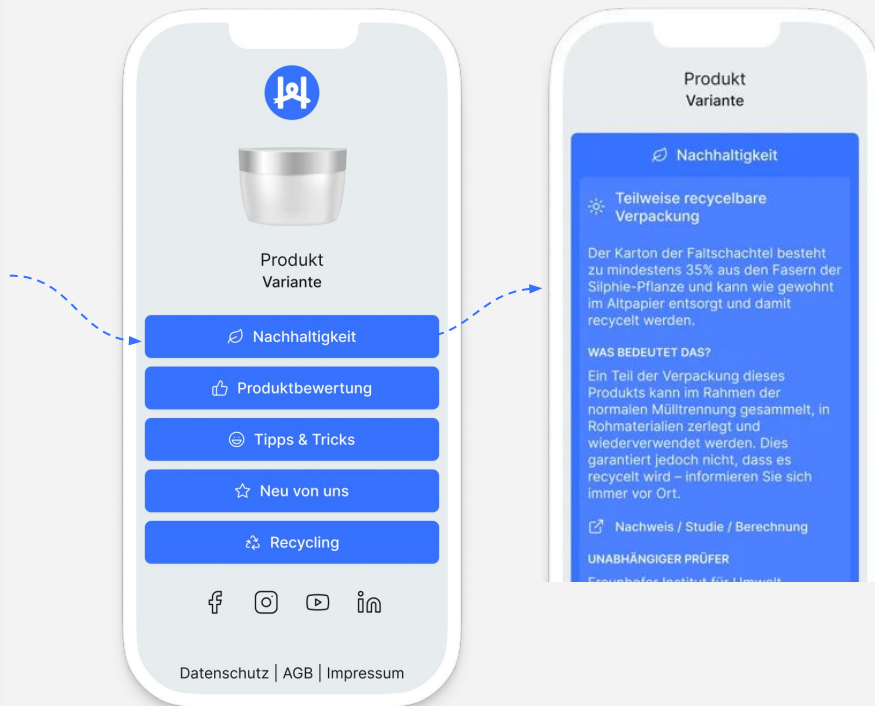 Produkt
Variante
Nachhaltigkeit
Produktbewertung
Tipps & Tricks
Neu von uns
Recycling
Datenschutz | AGB | Impressum
Produkt
Variante
Nachhaltigkeit
Teilweise recycelbare
Verpackung
Der Karton der Faltschachtel besteht
zu mindestens 35% aus den Fasern der
Silphie-Pflanze und kann wie gewohnt
im Altpapier entsorgt und damit
recycelt werden.
WAS BEDEUTET DAS?
Ein Teil der Verpackung dieses
Produkts kann im Rahmen der
normalen Mülltrennung gesammelt, in
Rohmaterialien zerlegt und
wiederverwendet werden. Dies
garantiert jedoch nicht, dass es
recycelt wird – informieren Sie sich
immer vor Ort.
Nachweis / Studie / Berechnung
UNABHÄNGIGER PRÜFER
Fraunhofer Institut für Umwelt